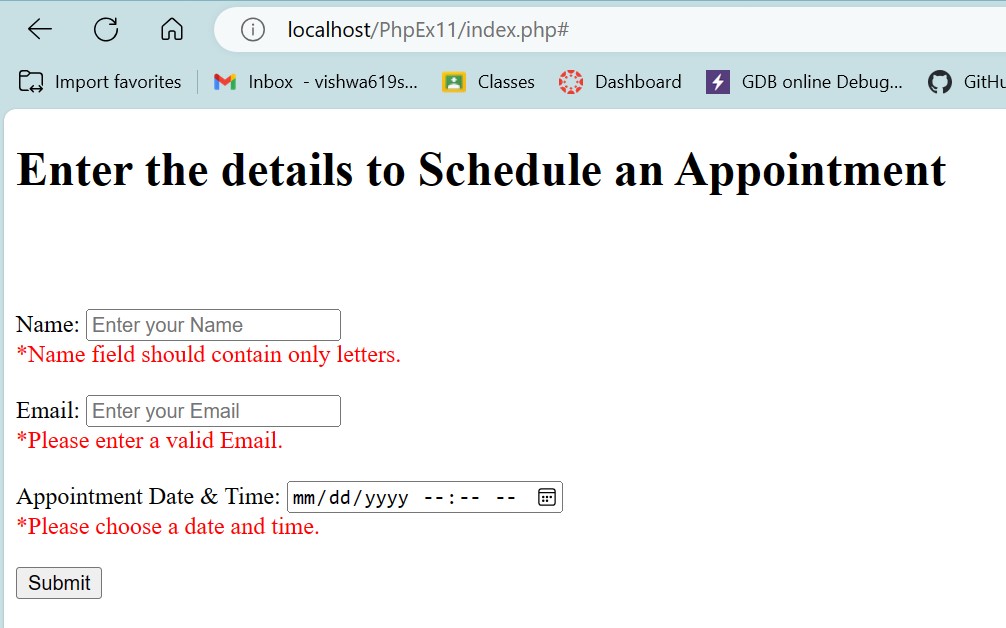 localhost/PhpEx11/index.php#
Import favorites Inbox - vishwa619s... Classes Dashboard GDB online Debug... GitHu
Enter the details to Schedule an Appointment
Name: Enter your Name
*Name field should contain only letters.
Email: Enter your Email
*Please enter a valid Email.
Appointment Date & Time: mm/dd/yyyy --:-- --
*Please choose a date and time.
Submit